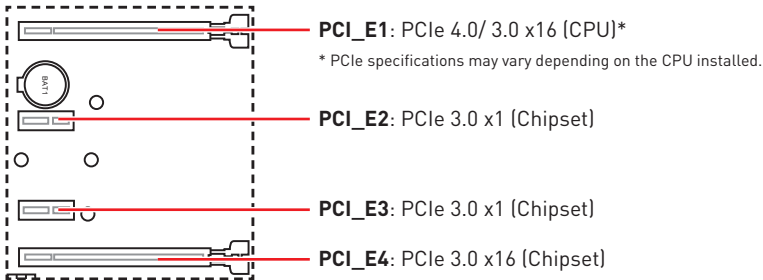 PCI_E1: PCIe 4.0/ 3.0 x16 (CPU)*
* PCIe specifications may vary depending on the CPU installed.
BAT1
PCI_E2: PCIe 3.0 x1 (Chipset)
PCI_E3: PCIe 3.0 x1 (Chipset)
PCI_E4: PCIe 3.0 x16 (Chipset)